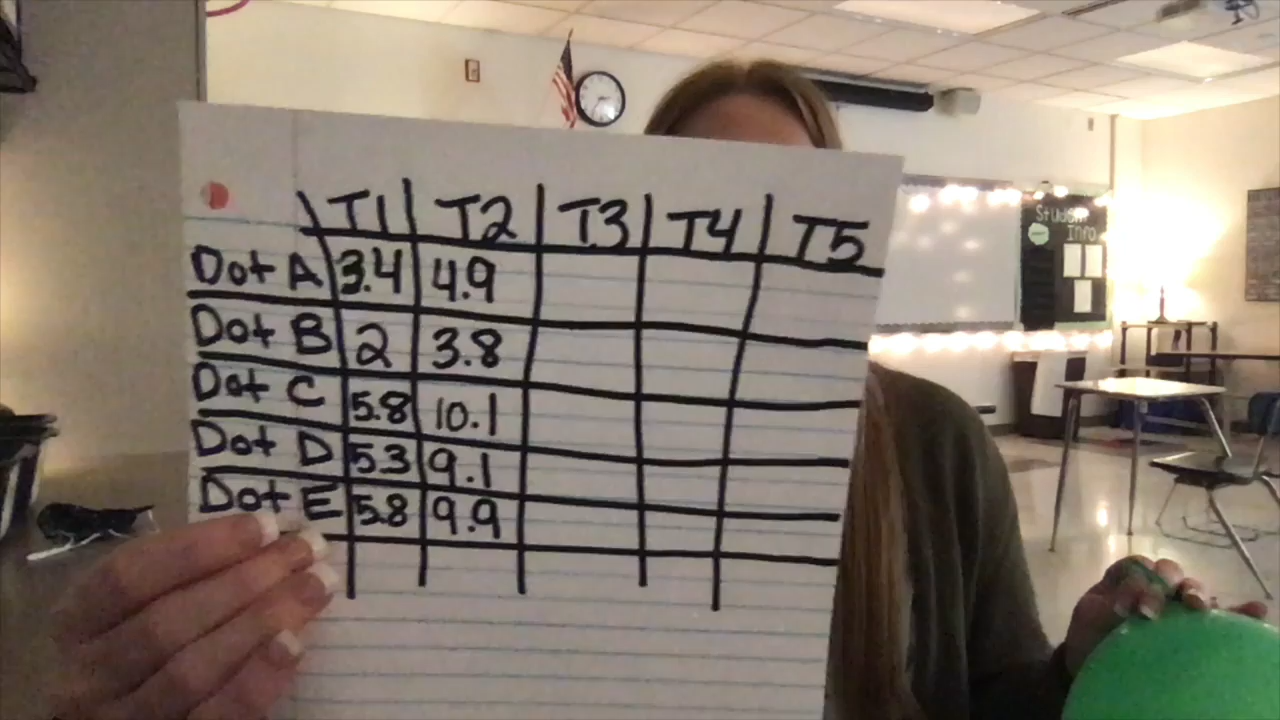 T1 T2 T3 T4 T5
Dot A 3.4 4.9
Dot B 2 3.8
Dot C 5.8 10.1
Dot D 5.3 9.1
Dot E 5.8 9.9
Student
Info